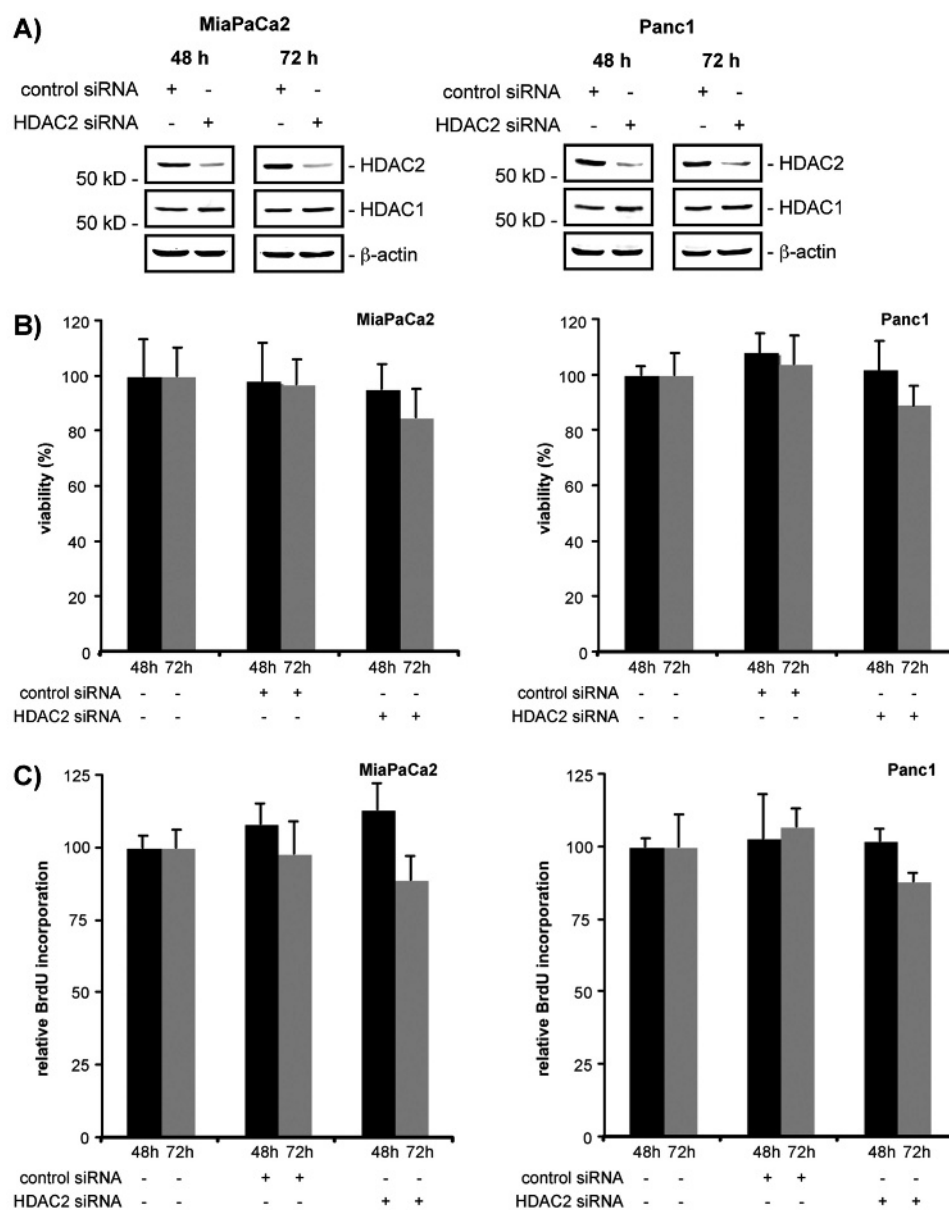 A)
MiaPaCa2
Panc1
48 h 72 h
48 h 72 h
control siRNA + - + -
HDAC2 siRNA - + - +
control siRNA + - + -
HDAC2 siRNA - + - +
50 kD - - HDAC2
50 kD - - HDAC1
- β-actin
50 kD - - HDAC2
50 kD - - HDAC1
- β-actin
B)
MiaPaCa2
viability (%)
120
100
80
60
40
20
0
48h 72h 48h 72h 48h 72h
control siRNA - - + + - -
HDAC2 siRNA - - - - + +
Panc1
viability (%)
120
100
80
60
40
20
0
48h 72h 48h 72h 48h 72h
control siRNA - - + + - -
HDAC2 siRNA - - - - + +
C)
MiaPaCa2
relative BrdU incorporation
125
100
75
50
25
0
48h 72h 48h 72h 48h 72h
control siRNA - - + + - -
HDAC2 siRNA - - - - + +
Panc1
relative BrdU incorporation
125
100
75
50
25
0
48h 72h 48h 72h 48h 72h
control siRNA - - + + - -
HDAC2 siRNA - - - - + +